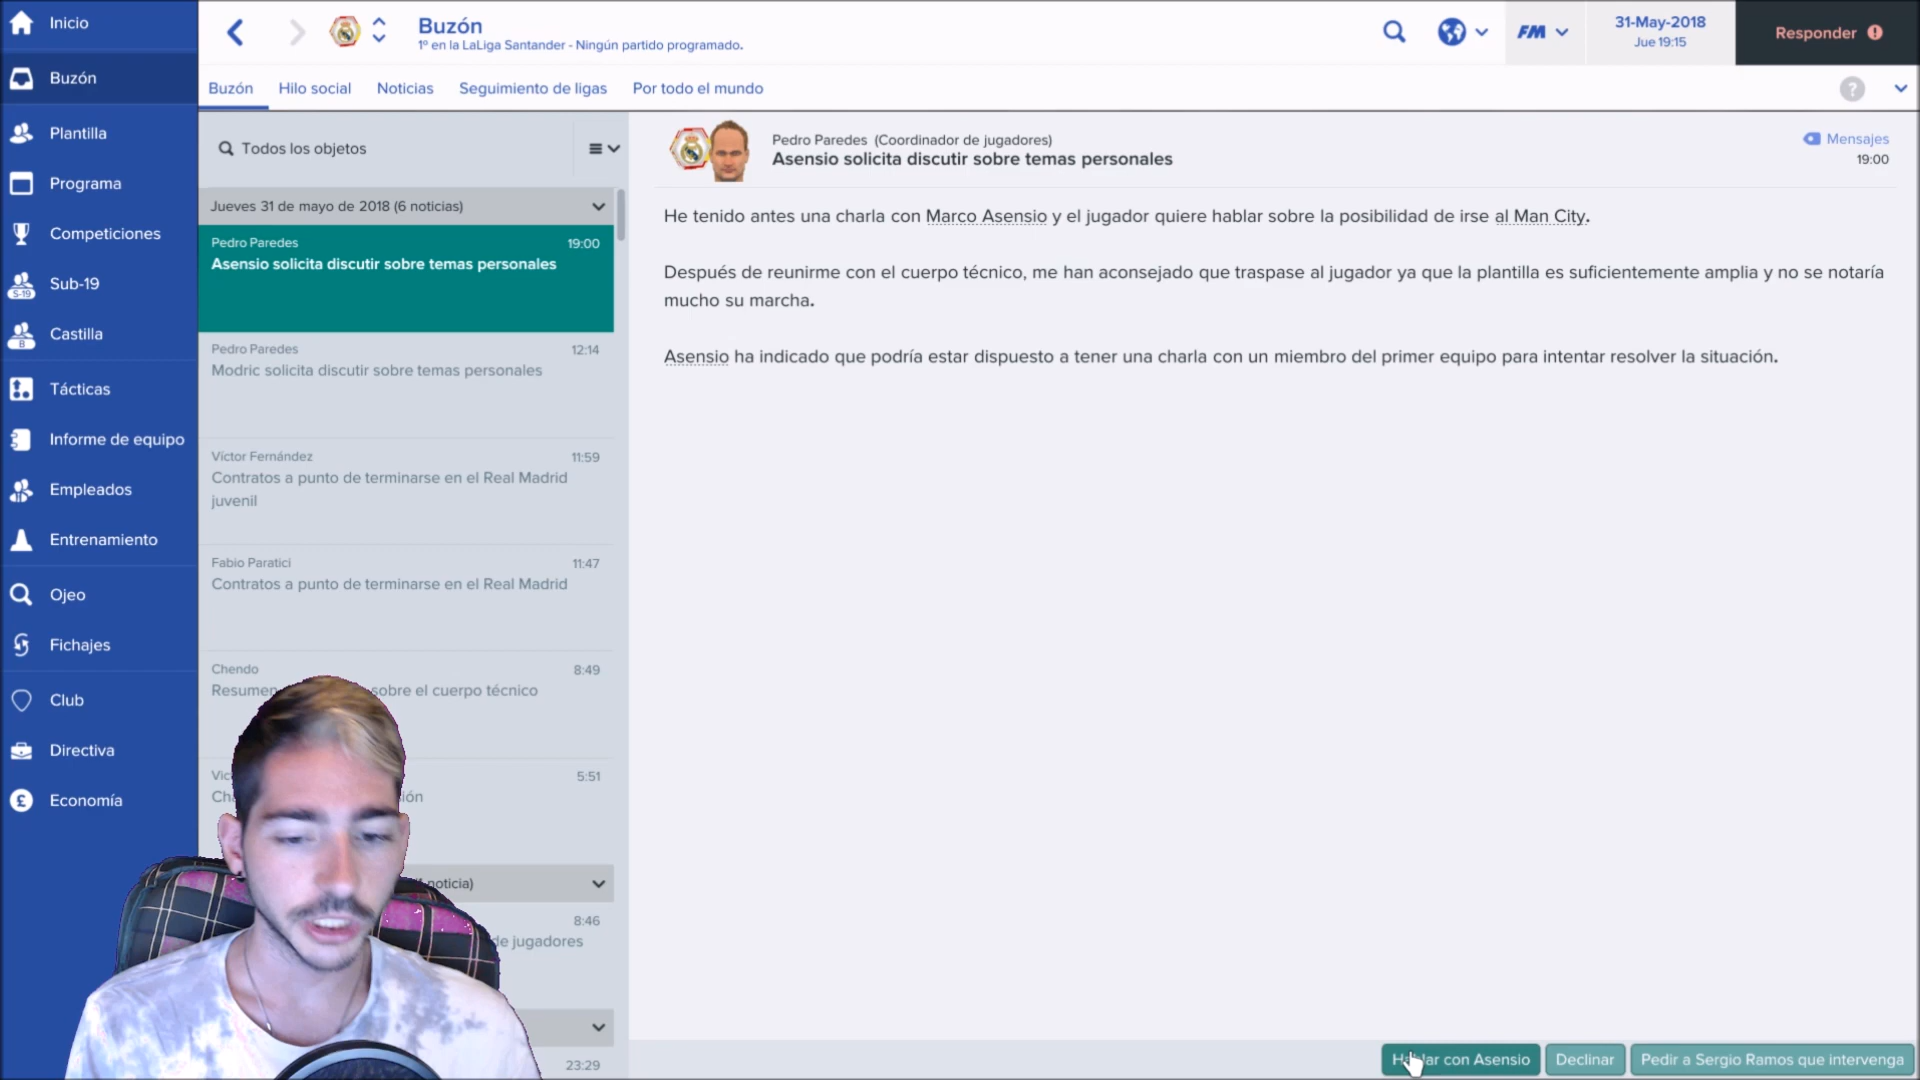 Inicio
Buzón
Plantilla
Programa
Competiciones
S-19
Sub-19
B
Castilla
Tácticas
Informe de equipo
Empleados
Entrenamiento
Ojeo
Fichajes
Club
Directiva
£
Economía
Buzón
1º en la LaLiga Santander - Ningún partido programado.
FM
31-May-2018
Jue 19:15
Responder
Buzón
Hilo social
Noticias
Seguimiento de ligas
Por todo el mundo
?
Todos los objetos
Jueves 31 de mayo de 2018 (6 noticias)
Pedro Paredes 19:00
Asensio solicita discutir sobre temas personales
Pedro Paredes 12:14
Modric solicita discutir sobre temas personales
Víctor Fernández 11:59
Contratos a punto de terminarse en el Real Madrid
juvenil
Fabio Paratici 11:47
Contratos a punto de terminarse en el Real Madrid
Chendo 8:49
Resumen sobre el cuerpo técnico
5:51
noticia)
8:46
de jugadores
23:29
Pedro Paredes (Coordinador de jugadores)
Asensio solicita discutir sobre temas personales
Mensajes
19:00
He tenido antes una charla con Marco Asensio y el jugador quiere hablar sobre la posibilidad de irse al Man City.
Después de reunirme con el cuerpo técnico, me han aconsejado que traspase al jugador ya que la plantilla es suficientemente amplia y no se notaría
mucho su marcha.
Asensio ha indicado que podría estar dispuesto a tener una charla con un miembro del primer equipo para intentar resolver la situación.
Hablar con Asensio
Declinar
Pedir a Sergio Ramos que intervenga